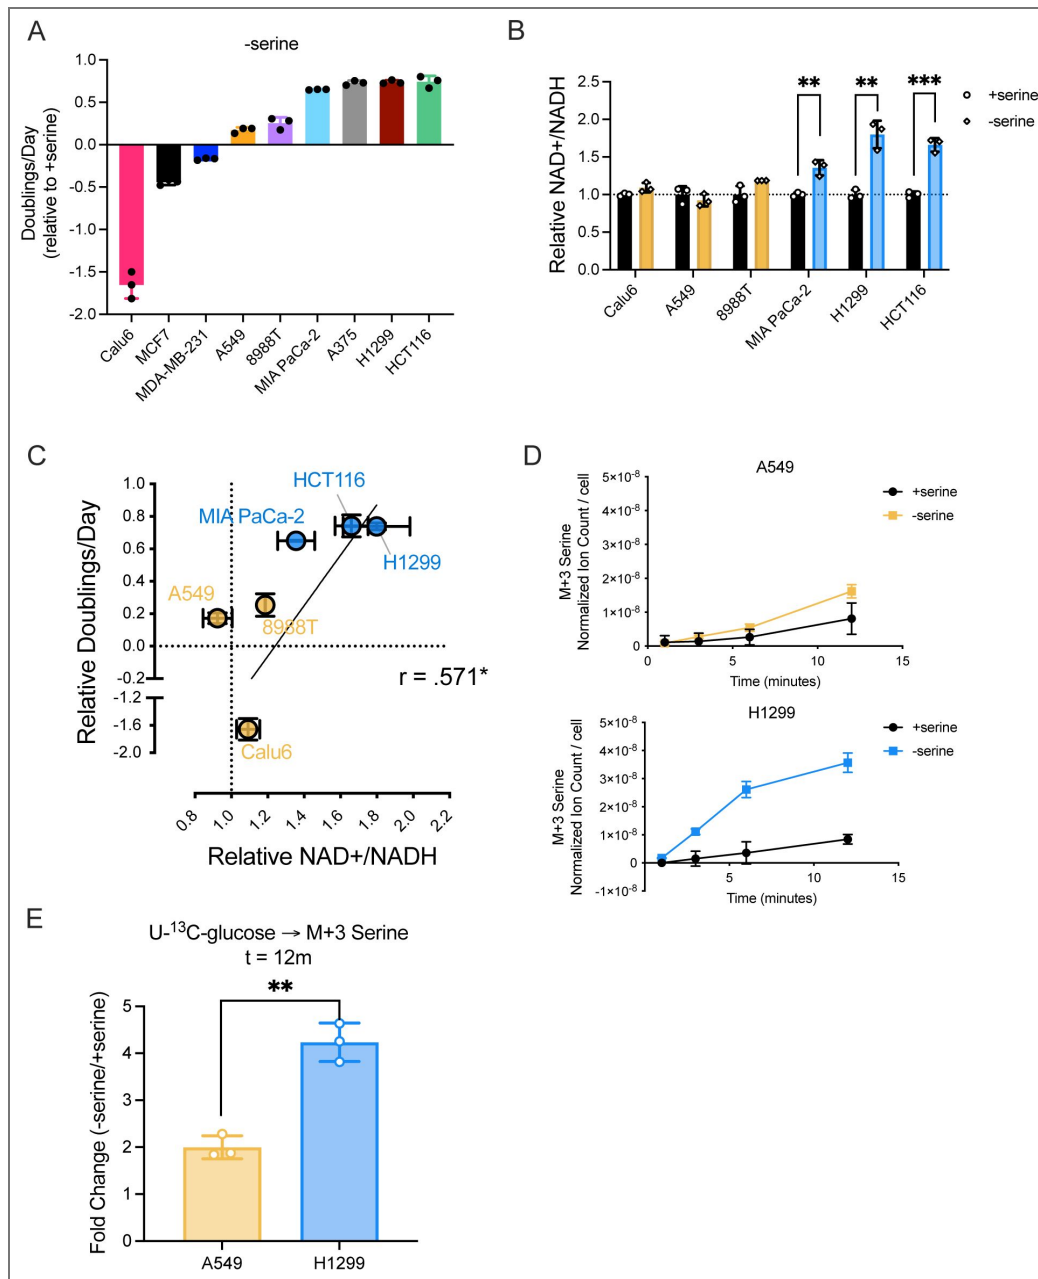 A
-serine
Doublings/Day
(relative to +serine)
1.0
0.5
0.0
-0.5
-1.0
-1.5
-2.0
Calu6
MCF7
MDA-MB-231
A549
8988T
MIA PaCa-2
A375
H1299
HCT116
B
Relative NAD+/NADH
2.5
2.0
1.5
1.0
0.5
0.0
**
**
***
+serine
-serine
Calu6
A549
8988T
MIA PaCa-2
H1299
HCT116
C
Relative Doublings/Day
1.0
0.8
0.6
0.4
0.2
0.0
-0.2
-1.2
-1.6
-2.0
HCT116
MIA PaCa-2
H1299
A549
8988T
r = .571*
Calu6
0.8
1.0
1.2
1.4
1.6
1.8
2.0
2.2
Relative NAD+/NADH
D
A549
M+3 Serine
Normalized Ion Count / cell
5×10⁻⁸
4×10⁻⁸
3×10⁻⁸
2×10⁻⁸
1×10⁻⁸
0
+serine
-serine
0
5
10
15
Time (minutes)
H1299
M+3 Serine
Normalized Ion Count / cell
5×10⁻⁸
4×10⁻⁸
3×10⁻⁸
2×10⁻⁸
1×10⁻⁸
0
-1×10⁻⁸
+serine
-serine
5
10
15
Time (minutes)
E
U-¹³C-glucose → M+3 Serine
t = 12m
**
Fold Change (-serine/+serine)
5
4
3
2
1
0
A549
H1299